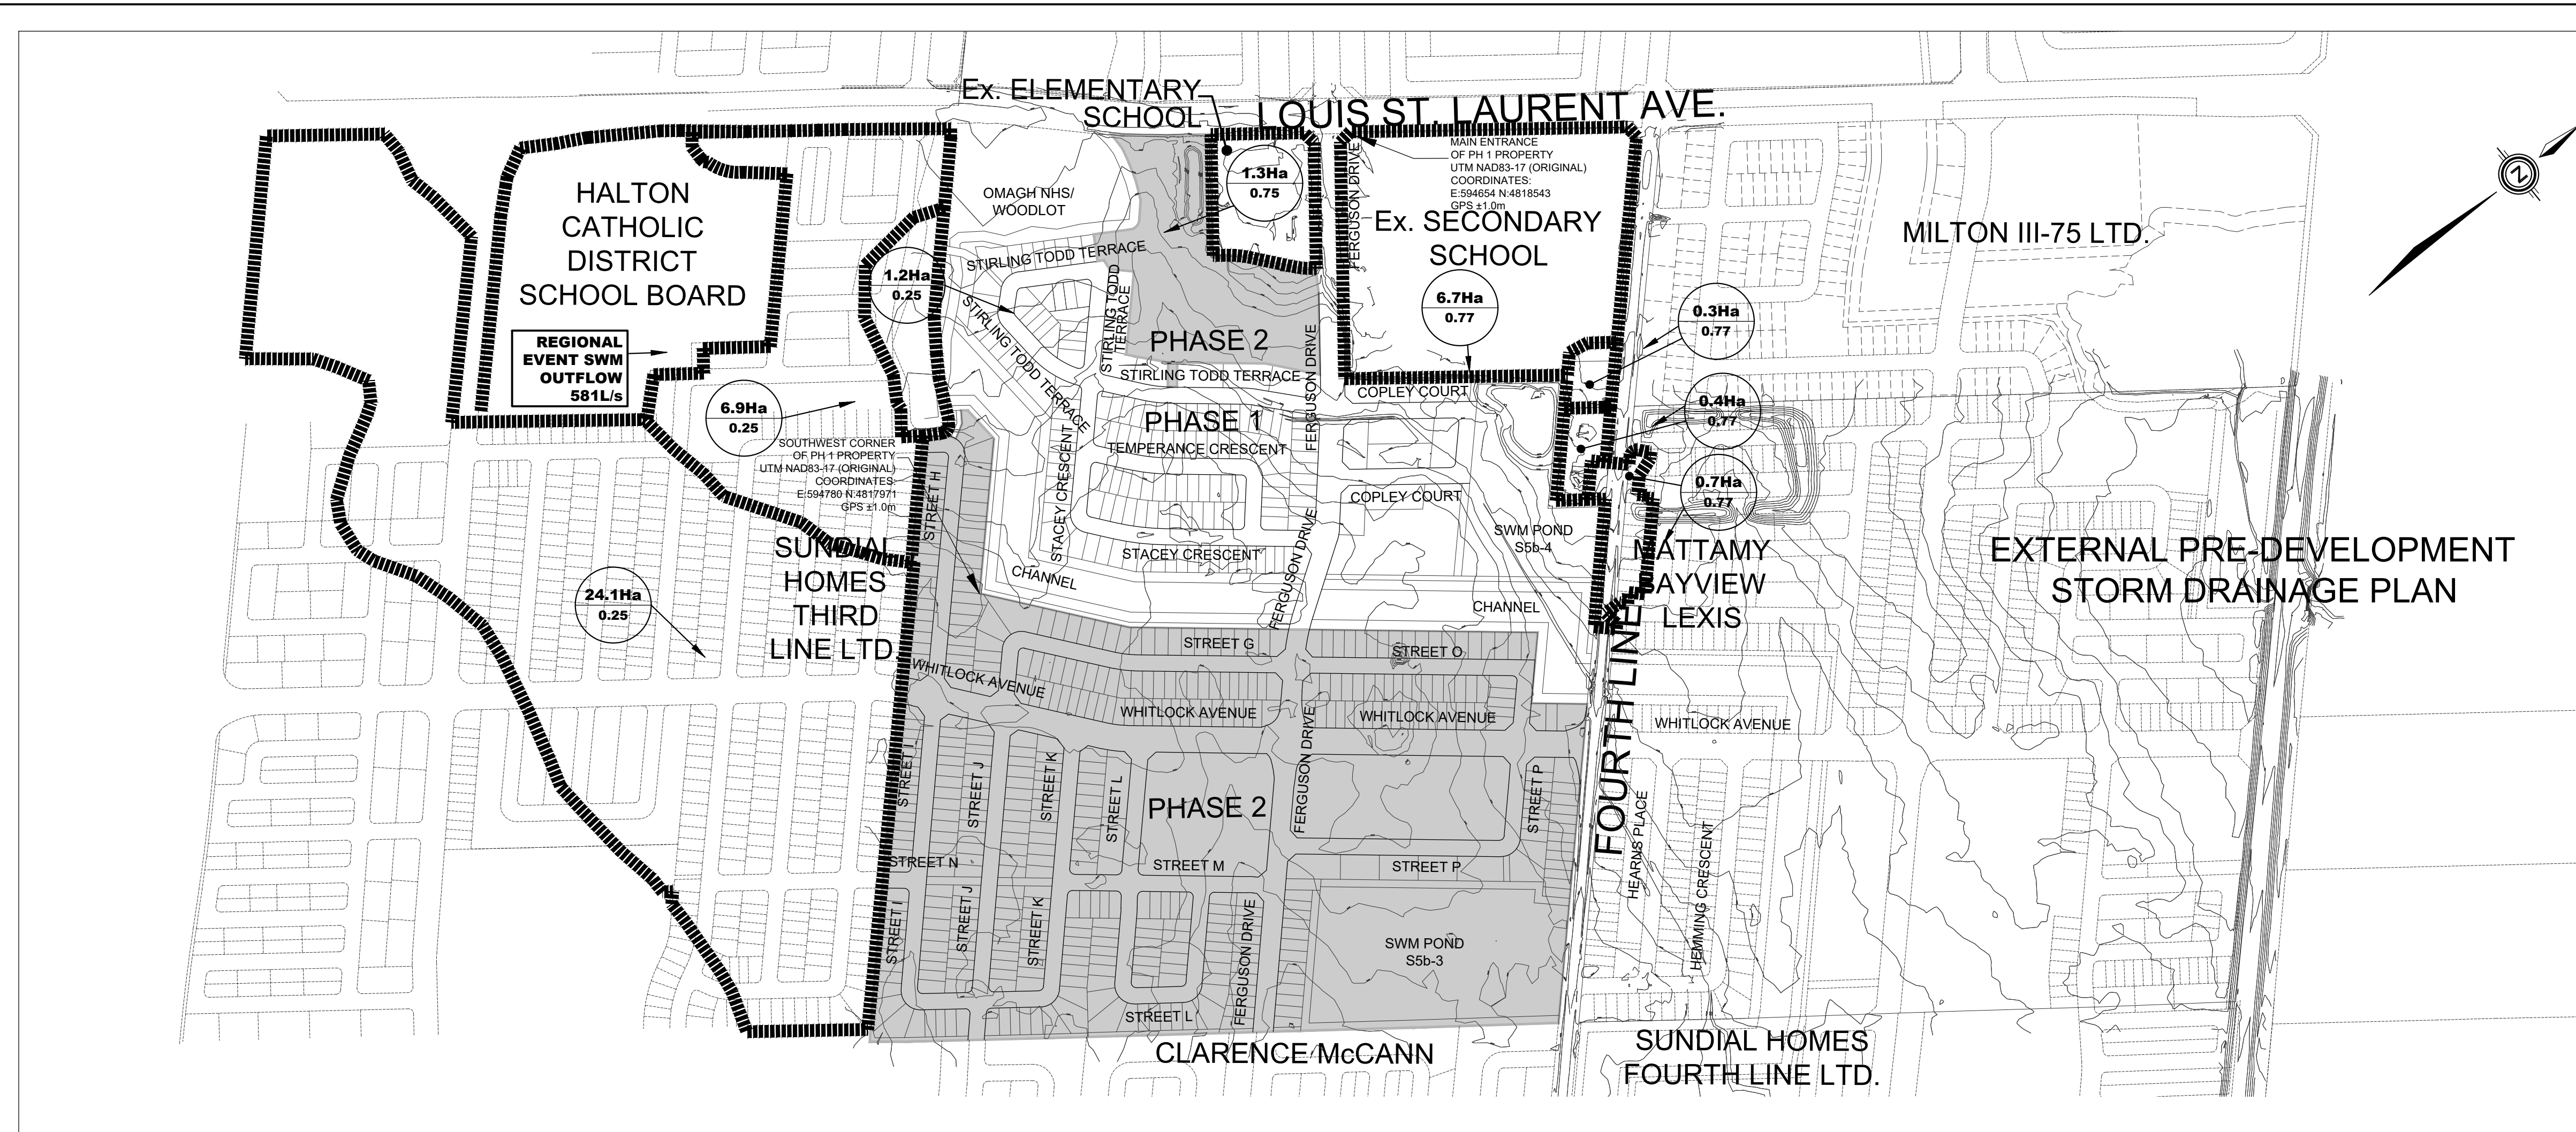 Ex. ELEMENTARY
SCHOOL
LOUIS ST. LAURENT AVE.
MAIN ENTRANCE
OF PH 1 PROPERTY
UTM NAD83-17 (ORIGINAL)
COORDINATES:
E:594654 N:4818543
GPS ±1.0m
1.3Ha
0.75
FERGUSON DRIVE
Ex. SECONDARY
SCHOOL
6.7Ha
0.77
N
MILTON III-75 LTD.
HALTON
CATHOLIC
DISTRICT
SCHOOL BOARD
OMAGH NHS/
WOODLOT
STIRLING TODD TERRACE
1.2Ha
0.25
STIRLING TODD TERRACE
STIRLING TODD
TERRACE
PHASE 2
FERGUSON DRIVE
STIRLING TODD TERRACE
COPLEY COURT
0.3Ha
0.77
REGIONAL
EVENT SWM
OUTFLOW
581L/s
6.9Ha
0.25
0.4Ha
0.77
PHASE 1
TEMPERANCE CRESCENT
SOUTHWEST CORNER
OF PH 1 PROPERTY
UTM NAD83-17 (ORIGINAL)
COORDINATES:
E:594780 N:4817971
GPS ±1.0m
STREET H
STACEY CRESCENT
0.7Ha
0.77
COPLEY COURT
SWM POND
S5b-4
STACEY CRESCENT
FERGUSON DRIVE
CHANNEL
CHANNEL
SUNDIAL
HOMES
THIRD
LINE LTD.
24.1Ha
0.25
MATTAMY
BAYVIEW
LEXIS
EXTERNAL PRE-DEVELOPMENT
STORM DRAINAGE PLAN
STREET G
STREET O
WHITLOCK AVENUE
WHITLOCK AVENUE
WHITLOCK AVENUE
WHITLOCK AVENUE
FOURTH LINE
STREET I
STREET J
STREET K
STREET L
PHASE 2
FERGUSON DRIVE
STREET P
HEARNS PLACE
HEMMING CRESCENT
STREET N
STREET M
STREET P
STREET I
STREET J
STREET K
FERGUSON DRIVE
SWM POND
S5b-3
STREET L
CLARENCE McCANN
SUNDIAL HOMES
FOURTH LINE LTD.